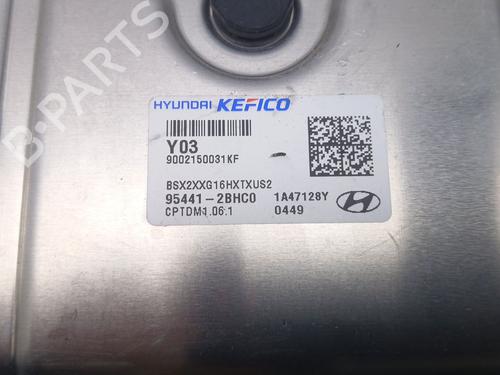 B-PARTS
HYUNDAI KEFICO
Y03
9002150031KF
BSX2XXG16HXTXUS2
95441-2BHC0 1A47128Y
CPTDM1.06.1 0449